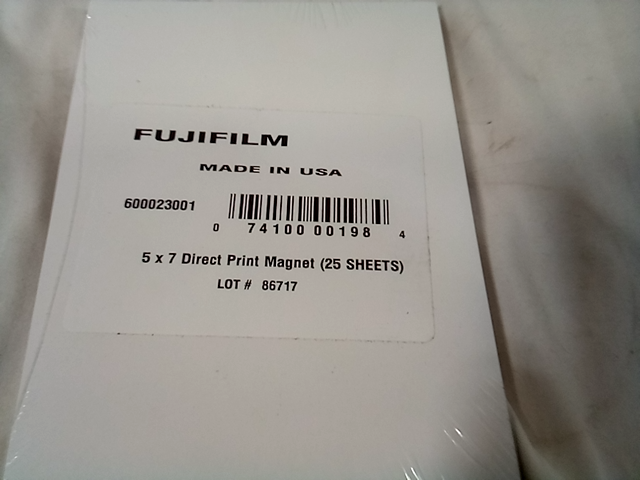 FUJIFILM
MADE IN USA
600023001
0 74100 00198 4
5 x 7 Direct Print Magnet (25 SHEETS)
LOT # 86717